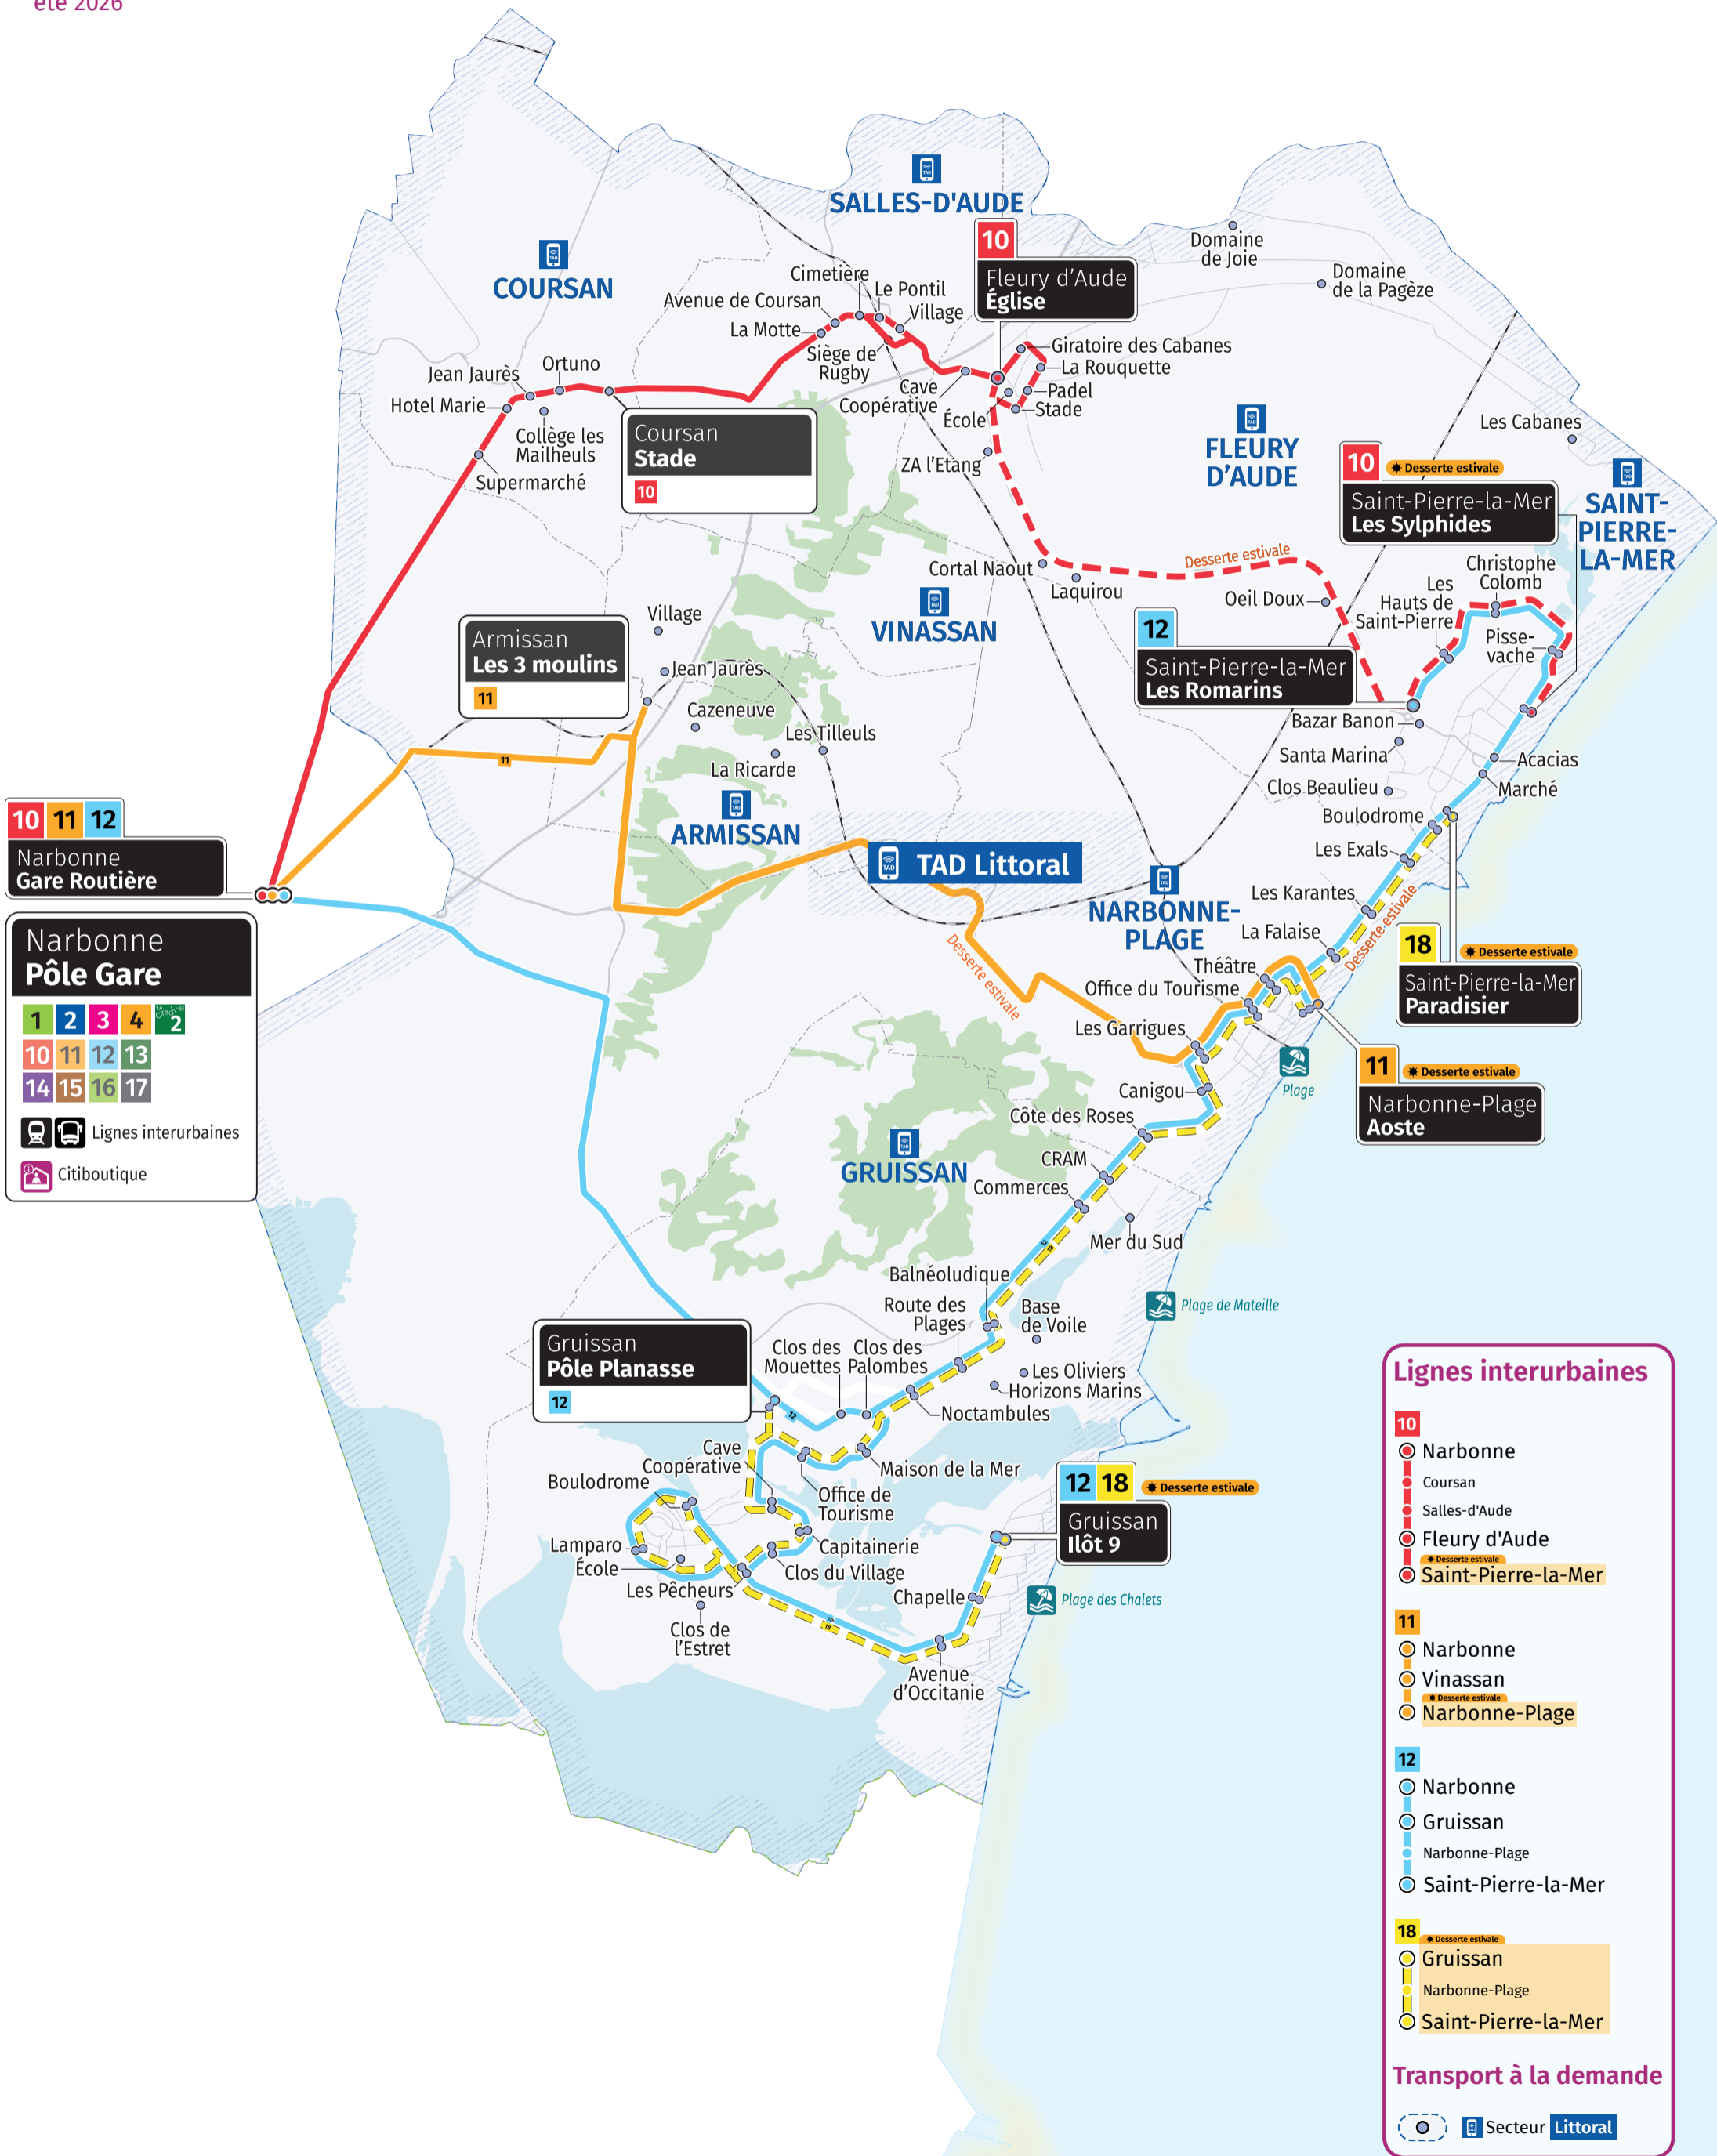 été 2026
SALLES-D'AUDE
COURSAN
10
Fleury d’Aude
Église
Domaine
de Joie
Domaine
de la Pagèze
Cimetière
Le Pontil
Avenue de Coursan
Village
La Motte
Siège de
Rugby
Giratoire des Cabanes
La Rouquette
Padel
Stade
Cave
Coopérative
École
Ortuno
Jean Jaurès
Hotel Marie
Collège les
Mailheuls
Supermarché
Coursan
Stade
10
ZA l’Etang
FLEURY
D’AUDE
Les Cabanes
10
Desserte estivale
Saint-Pierre-la-Mer
Les Sylphides
SAINT-
PIERRE-
LA-MER
Cortal Naout
Laquirou
Desserte estivale
Oeil Doux
Christophe
Colomb
Les
Hauts de
Saint-Pierre
Pisse-
vache
VINASSAN
12
Saint-Pierre-la-Mer
Les Romarins
Village
Armissan
Les 3 moulins
11
Jean Jaurès
Cazeneuve
Les Tilleuls
La Ricarde
11
ARMISSAN
Bazar Banon
Santa Marina
Clos Beaulieu
Acacias
Marché
Boulodrome
Les Exals
Les Karantes
La Falaise
Desserte estivale
10 11 12
Narbonne
Gare Routière
TAD Littoral
NARBONNE-
PLAGE
Desserte estivale
Théâtre
Office du Tourisme
Les Garrigues
Canigou
Côte des Roses
18
Desserte estivale
Saint-Pierre-la-Mer
Paradisier
11
Desserte estivale
Narbonne-Plage
Aoste
Plage
Narbonne
Pôle Gare
1 2 3 4 Citadine 2
10 11 12 13
14 15 16 17
Lignes interurbaines
Citiboutique
GRUISSAN
CRAM
Commerces
Mer du Sud
12
18
Balnéoludique
Route des
Plages
Base
de Voile
Plage de Mateille
Clos des
Mouettes
Clos des
Palombes
Les Oliviers
Horizons Marins
Noctambules
Gruissan
Pôle Planasse
12
12
Cave
Coopérative
Maison de la Mer
Office de
Tourisme
Boulodrome
Lamparo
École
Capitainerie
Clos du Village
Les Pêcheurs
Clos de
l’Estret
18
Chapelle
Avenue
d’Occitanie
12 18
Desserte estivale
Gruissan
Ilôt 9
Plage des Chalets
Lignes interurbaines
10
Narbonne
Coursan
Salles-d'Aude
Fleury d'Aude
Desserte estivale
Saint-Pierre-la-Mer
11
Narbonne
Vinassan
Desserte estivale
Narbonne-Plage
12
Narbonne
Gruissan
Narbonne-Plage
Saint-Pierre-la-Mer
18
Desserte estivale
Gruissan
Narbonne-Plage
Saint-Pierre-la-Mer
Transport à la demande
Secteur Littoral